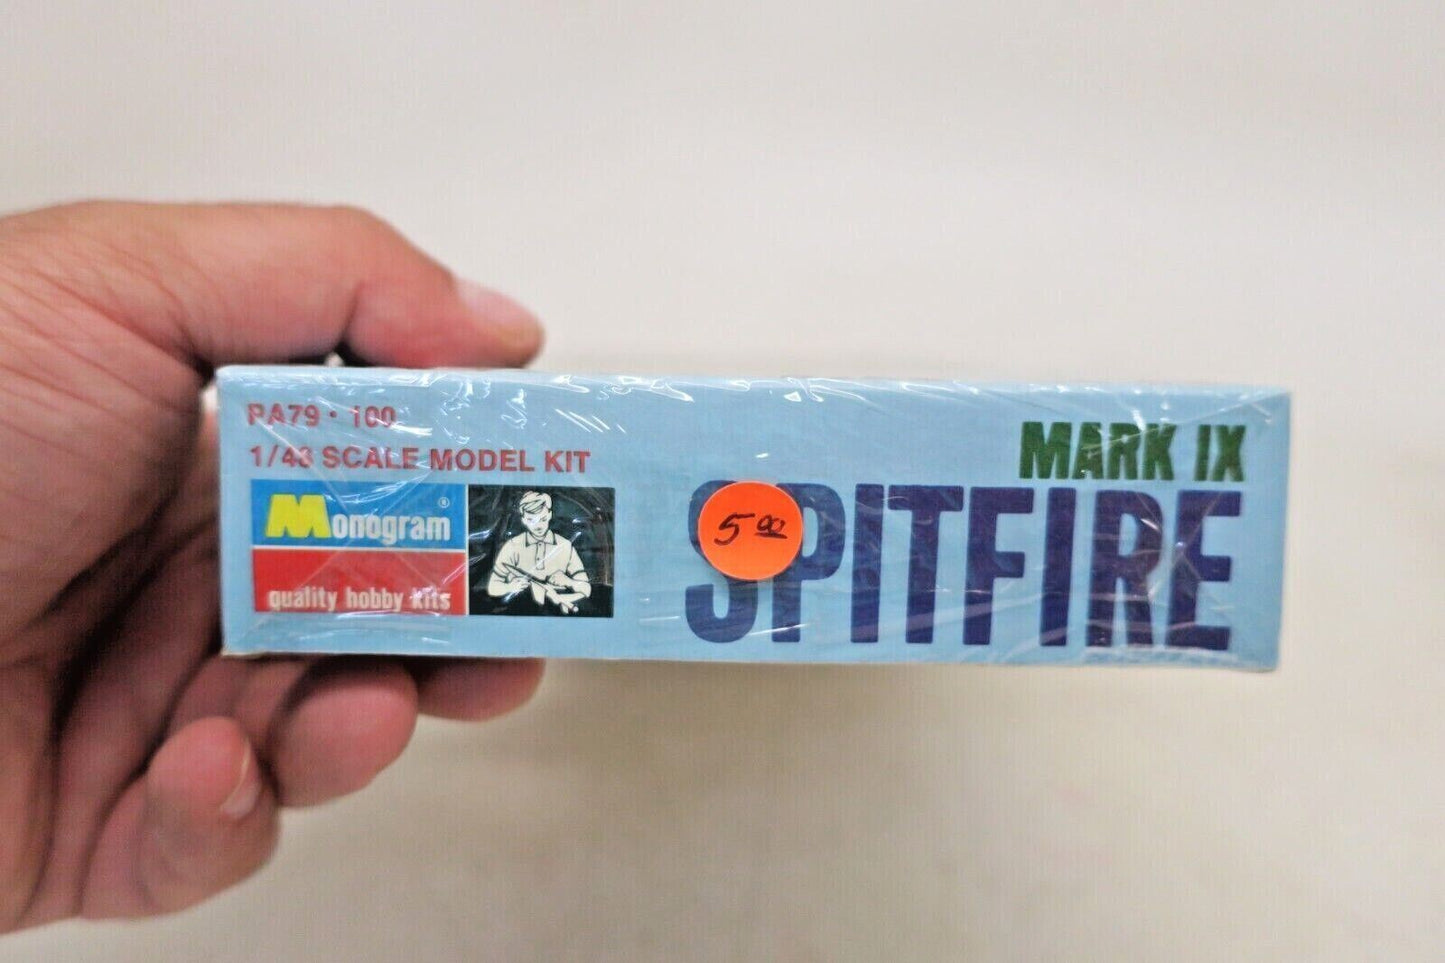 PA79 · 100
1/48 SCALE MODEL KIT
Monogram®
quality hobby kits
MARK IX
SPITFIRE
5 00